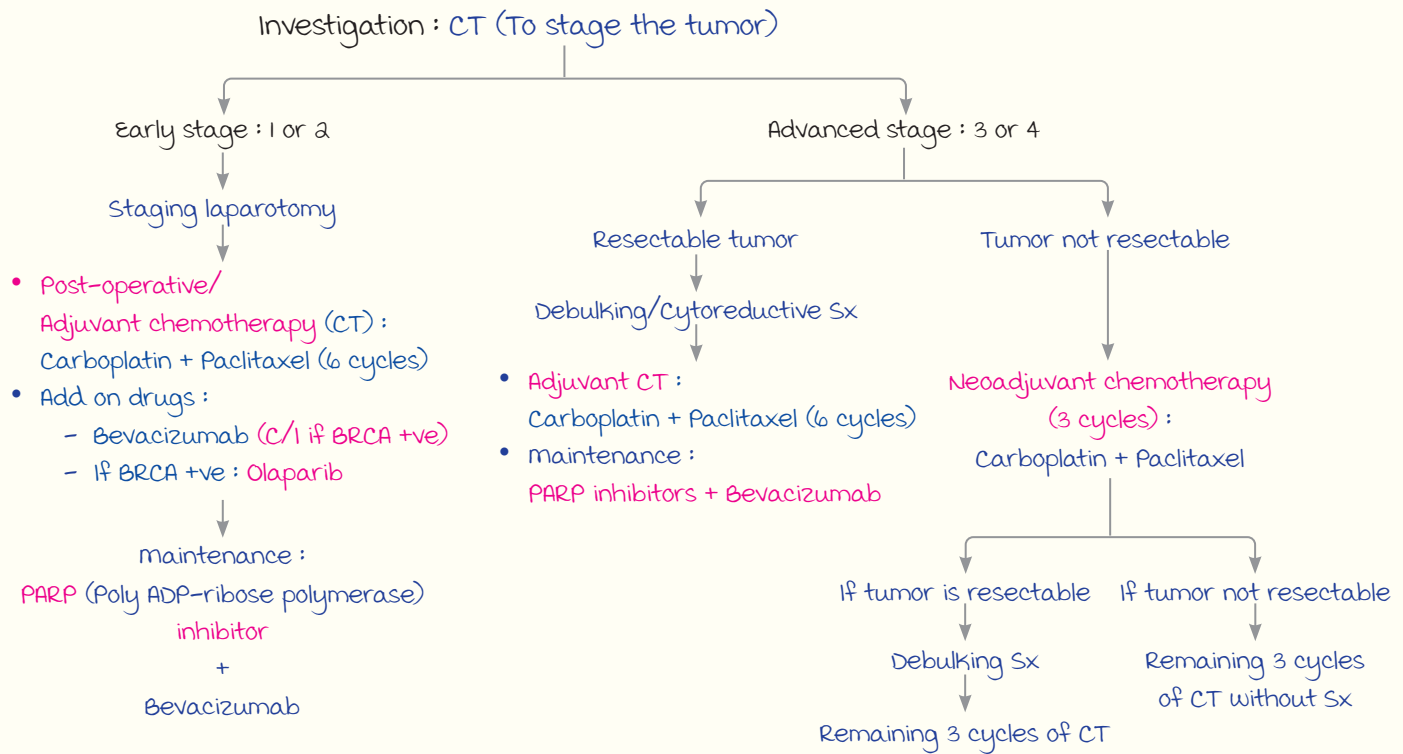 Investigation : CT (To stage the tumor)
Early stage : 1 or 2
Staging laparotomy
• Post-operative/
Adjuvant chemotherapy (CT) :
Carboplatin + Paclitaxel (6 cycles)
• Add on drugs :
- Bevacizumab (C/I if BRCA +ve)
- If BRCA +ve : Olaparib
maintenance :
PARP (Poly ADP-ribose polymerase)
inhibitor
+
Bevacizumab
Advanced stage : 3 or 4
Resectable tumor
Debulking/Cytoreductive Sx
• Adjuvant CT :
Carboplatin + Paclitaxel (6 cycles)
• maintenance :
PARP inhibitors + Bevacizumab
Tumor not resectable
Neoadjuvant chemotherapy
(3 cycles) :
Carboplatin + Paclitaxel
If tumor is resectable
Debulking Sx
Remaining 3 cycles of CT
If tumor not resectable
Remaining 3 cycles
of CT without Sx